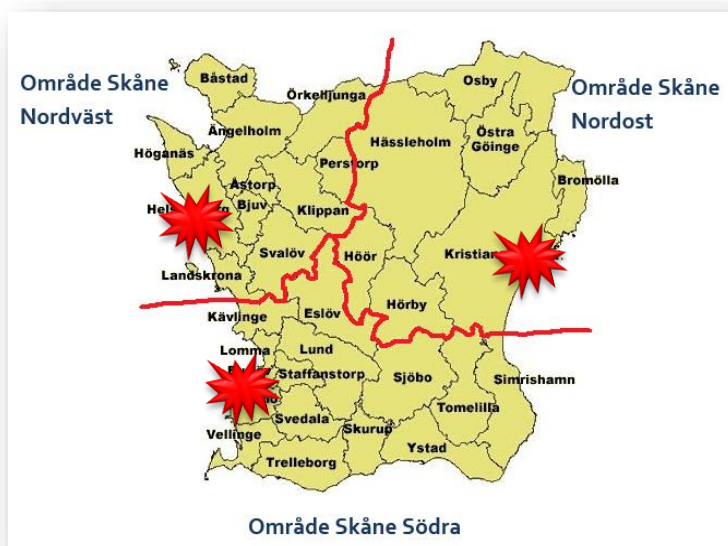 Område Skåne
Nordväst
Område Skåne
Nordost
Båstad
Osby
Örkelljunga
Ängelholm
Östra
Göinge
Hässleholm
Höganäs
Perstorp
Bromölla
Åstorp
Bjuv
Klippan
Svalöv
Höör
Landskrona
Hörby
Kävlinge
Eslöv
Lomma
Lund
Staffanstorp
Sjöbo
Simrishamn
Tomelilla
Svedala
Skurup
Vellinge
Ystad
Trelleborg
Område Skåne Södra